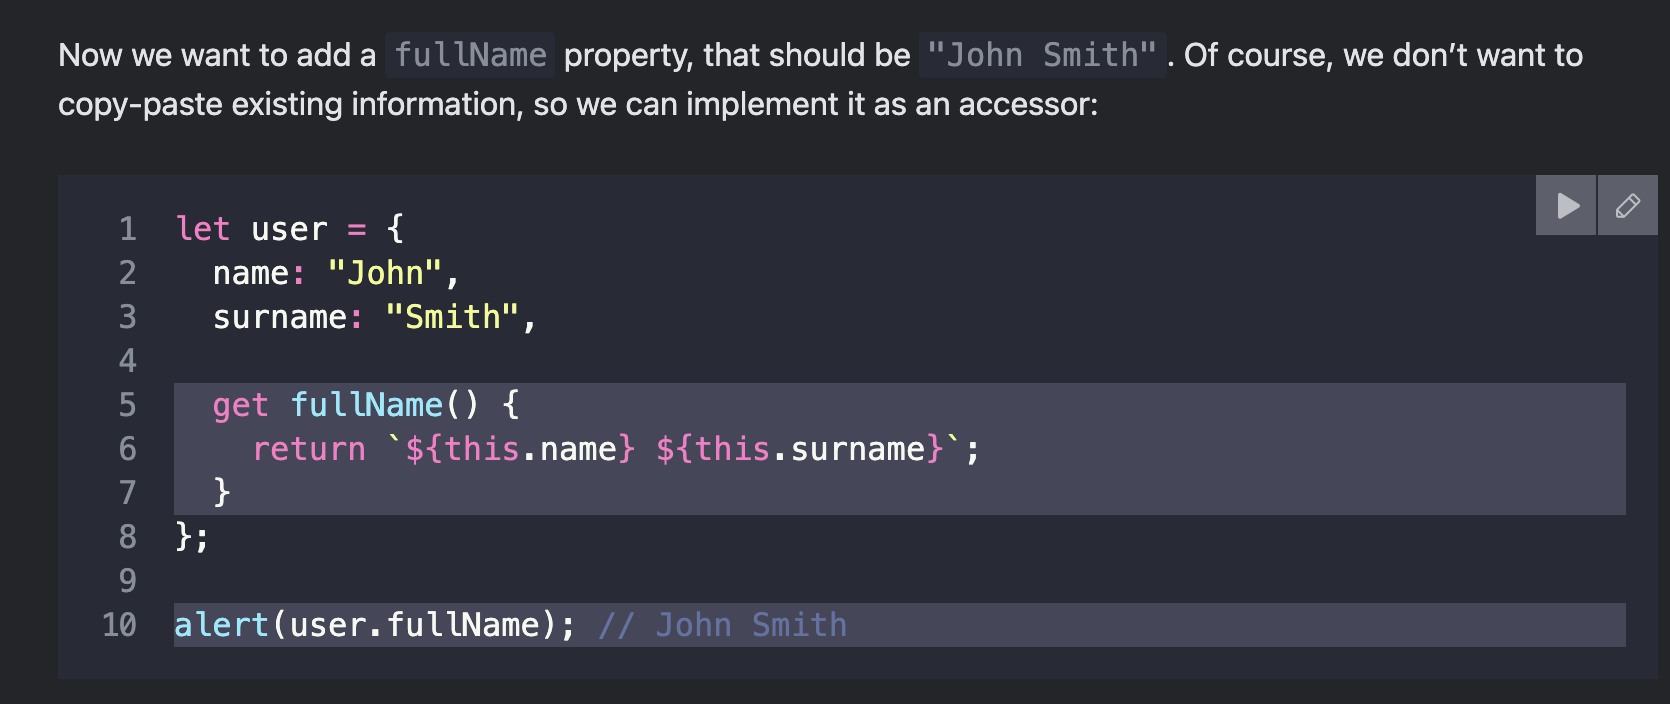 Now we want to add a fullName property, that should be "John Smith". Of course, we don’t want to
copy-paste existing information, so we can implement it as an accessor:
1 let user = {
2   name: "John",
3   surname: "Smith",
4
5   get fullName() {
6     return `${this.name} ${this.surname}`;
7   }
8 };
9
10 alert(user.fullName); // John Smith